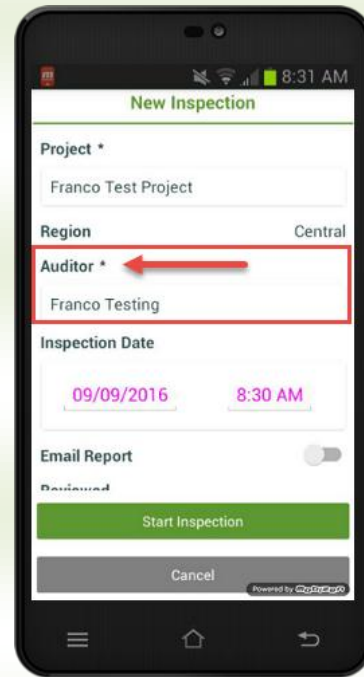 8:31 AM
New Inspection
Project *
Franco Test Project
Region Central
Auditor *
Franco Testing
Inspection Date
09/09/2016 8:30 AM
Email Report
Reviewed
Start Inspection
Cancel
Powered by